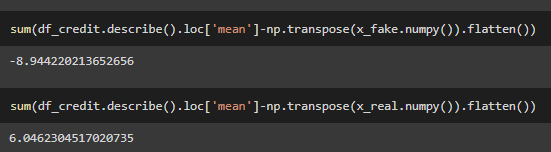 sum(df_credit.describe().loc['mean']-np.transpose(x_fake.numpy()).flatten())
-8.944220213652656
sum(df_credit.describe().loc['mean']-np.transpose(x_real.numpy()).flatten())
6.0462304517020735